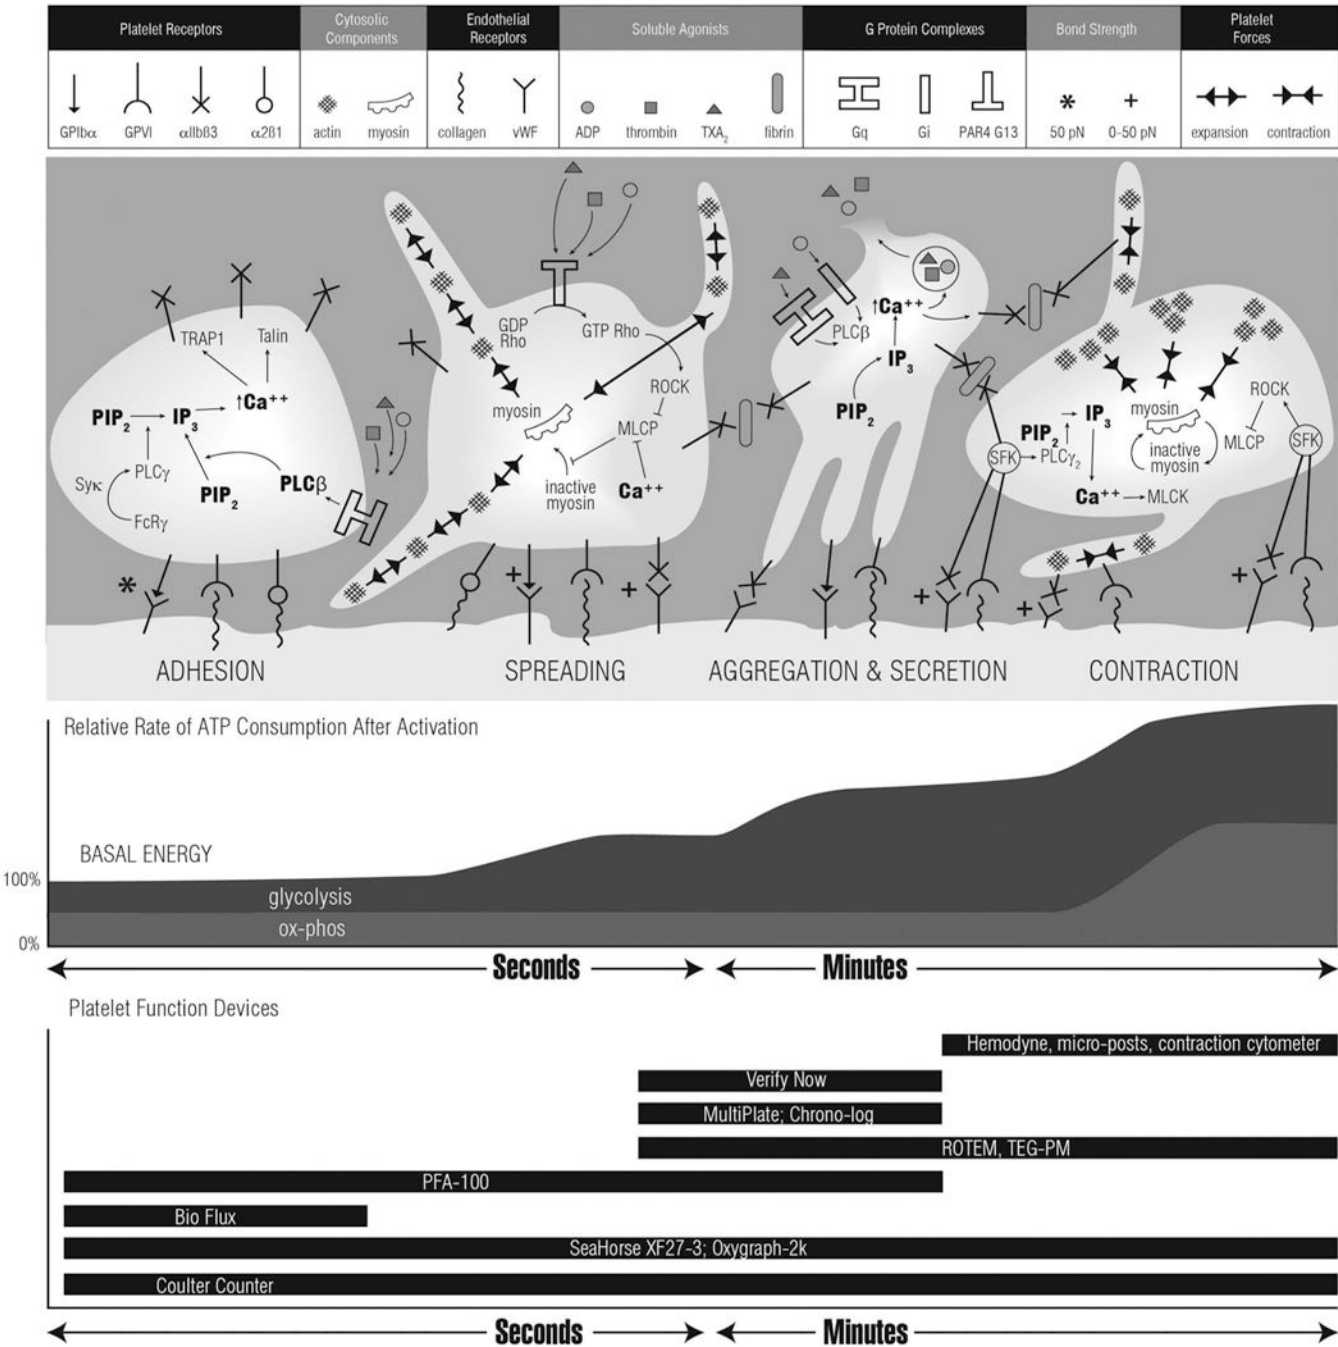 Platelet Receptors
Cytosolic
Components
Endothelial
Receptors
Soluble Agonists
G Protein Complexes
Bond Strength
Platelet
Forces
GPIbα
GPVI
αIIbß3
α2ß1
actin
myosin
collagen
vWF
ADP
thrombin
TXA2
fibrin
Gq
Gi
PAR4 G13
*
50 pN
+
0-50 pN
expansion
contraction
TRAP1
Talin
PIP2
IP3
↑Ca++
PLCγ
Syκ
FcRγ
PIP2
PLCβ
*
GDP
Rho
GTP Rho
ROCK
myosin
MLCP
inactive
myosin
Ca++
+
+
PLCβ
↑Ca++
IP3
PIP2
+
SFK
PIP2
IP3
PLCγ2
Ca++
MLCK
myosin
inactive
myosin
MLCP
ROCK
SFK
+
+
ADHESION
SPREADING
AGGREGATION & SECRETION
CONTRACTION
Relative Rate of ATP Consumption After Activation
BASAL ENERGY
100%
glycolysis
ox-phos
0%
Seconds
Minutes
Platelet Function Devices
Hemodyne, micro-posts, contraction cytometer
Verify Now
MultiPlate; Chrono-log
ROTEM, TEG-PM
PFA-100
Bio Flux
SeaHorse XF27-3; Oxygraph-2k
Coulter Counter
Seconds
Minutes